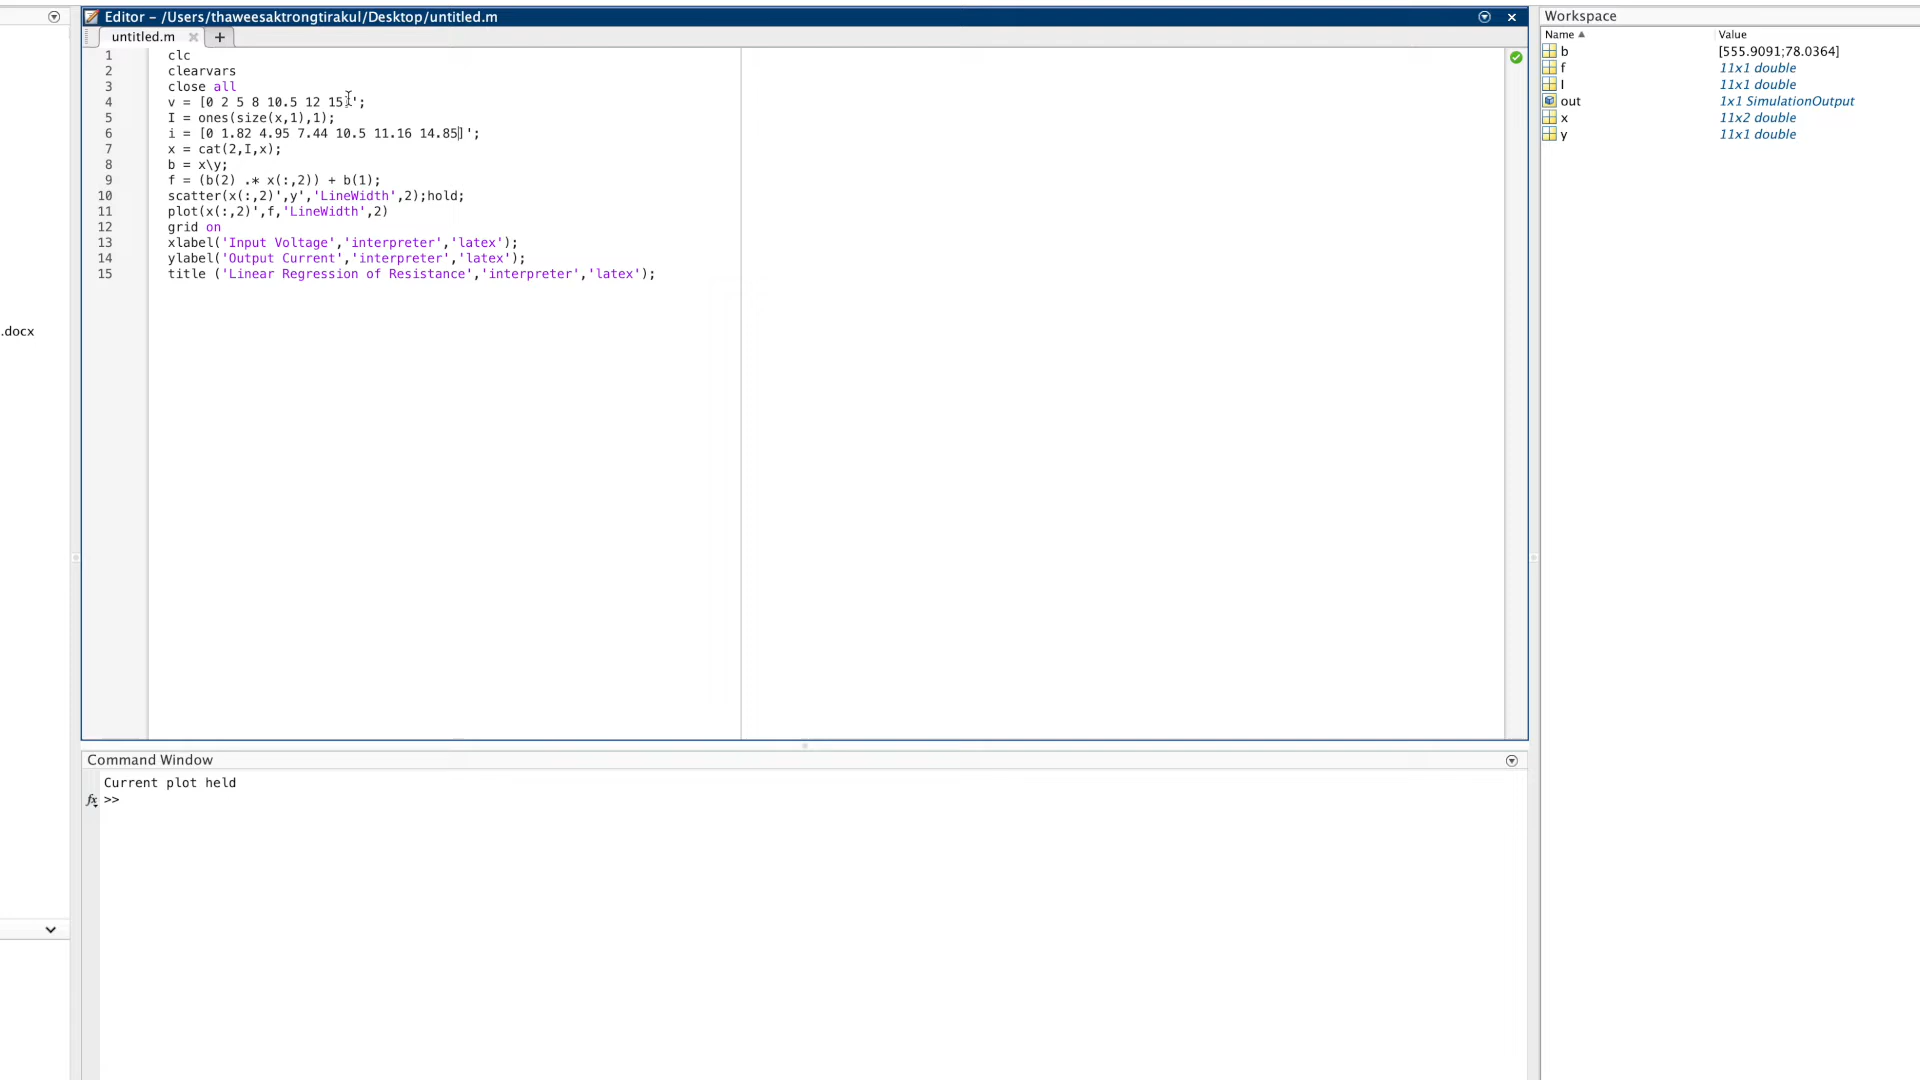 Editor – /Users/thaweesaktrongtirakul/Desktop/untitled.m
untitled.m
1 clc
2 clearvars
3 close all
4 v = [0 2 5 8 10.5 12 15]';
5 I = ones(size(x,1),1);
6 i = [0 1.82 4.95 7.44 10.5 11.16 14.85]';
7 x = cat(2,I,x);
8 b = x\y;
9 f = (b(2) .* x(:,2)) + b(1);
10 scatter(x(:,2)',y','LineWidth',2);hold;
11 plot(x(:,2)',f,'LineWidth',2)
12 grid on
13 xlabel('Input Voltage','interpreter','latex');
14 ylabel('Output Current','interpreter','latex');
15 title ('Linear Regression of Resistance','interpreter','latex');
.docx
Command Window
Current plot held
fx >>
Workspace
Name Value
b [555.9091;78.0364]
f 11x1 double
I 11x1 double
out 1x1 SimulationOutput
x 11x2 double
y 11x1 double